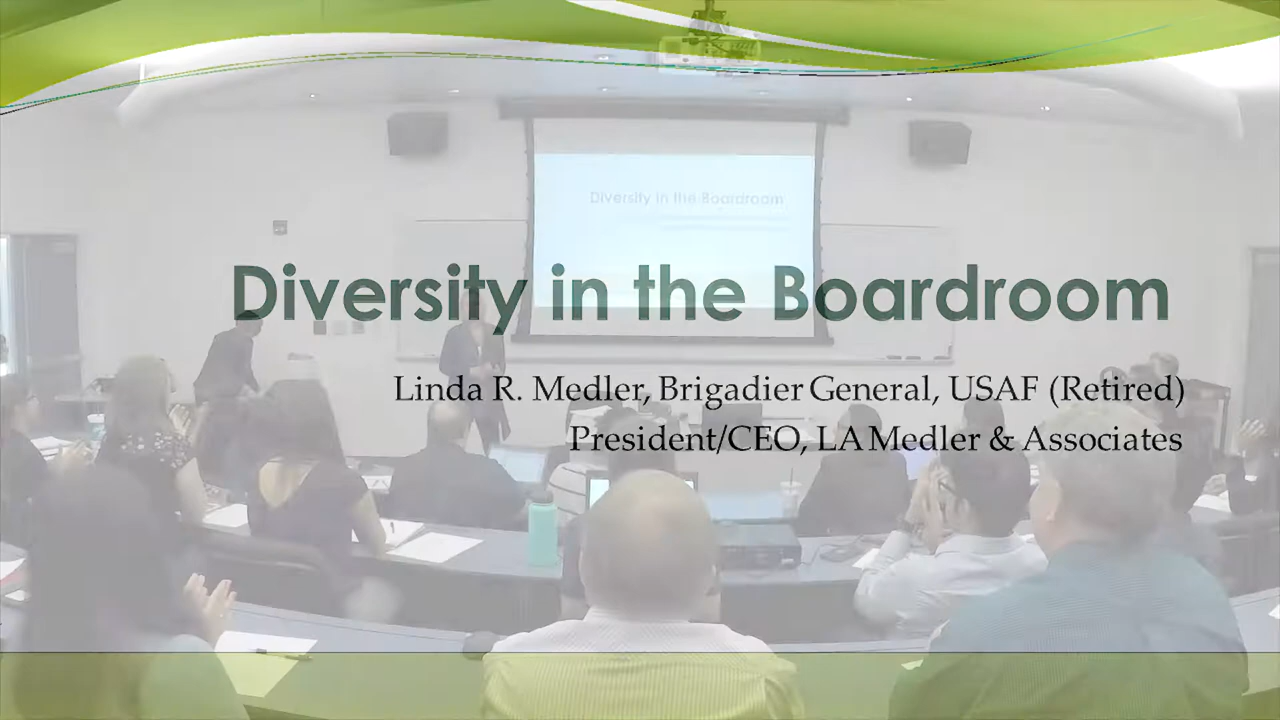 Diversity in the Boardroom
Diversity in the Boardroom
Linda R. Medler, Brigadier General, USAF (Retired)
President/CEO, LA Medler & Associates